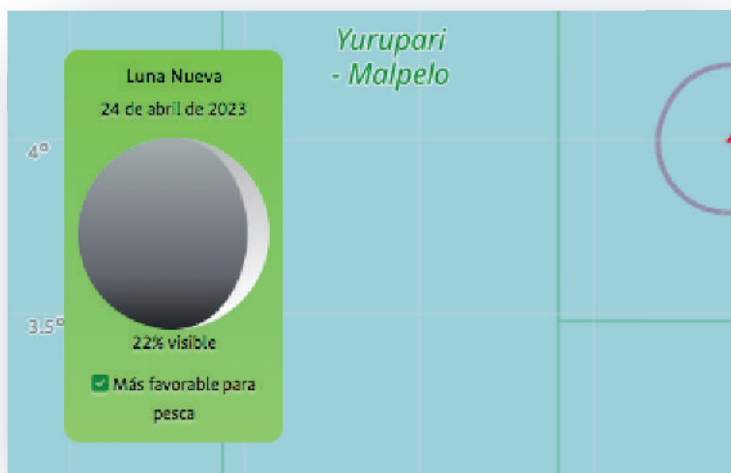 Yurupari
- Malpelo
Luna Nueva
24 de abril de 2023
4°
3.5°
22% visible
Más favorable para
pesca